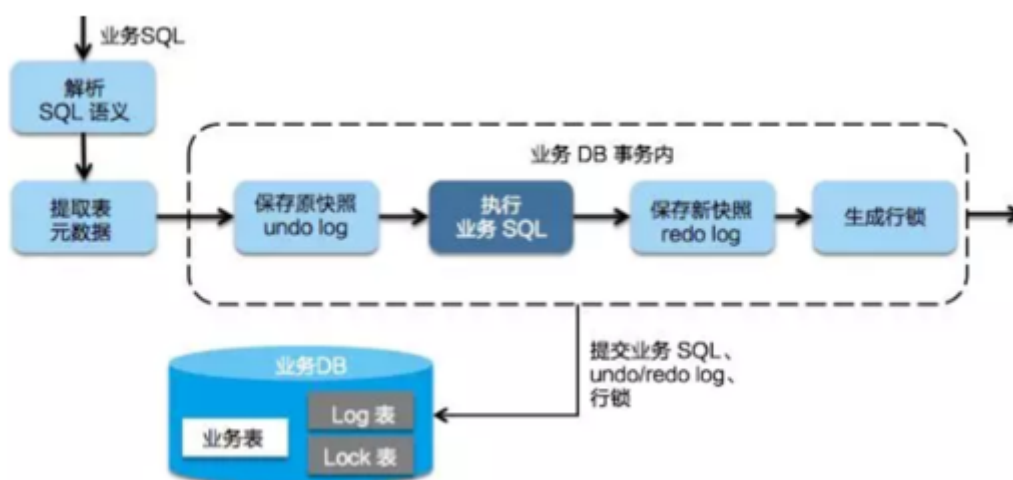 业务SQL
解析
SQL 语义
业务 DB 事务内
提取表
元数据
保存原快照
undo log
执行
业务 SQL
保存新快照
redo log
生成行锁
提交业务 SQL、
undo/redo log、
行锁
业务DB
Log 表
业务表
Lock 表